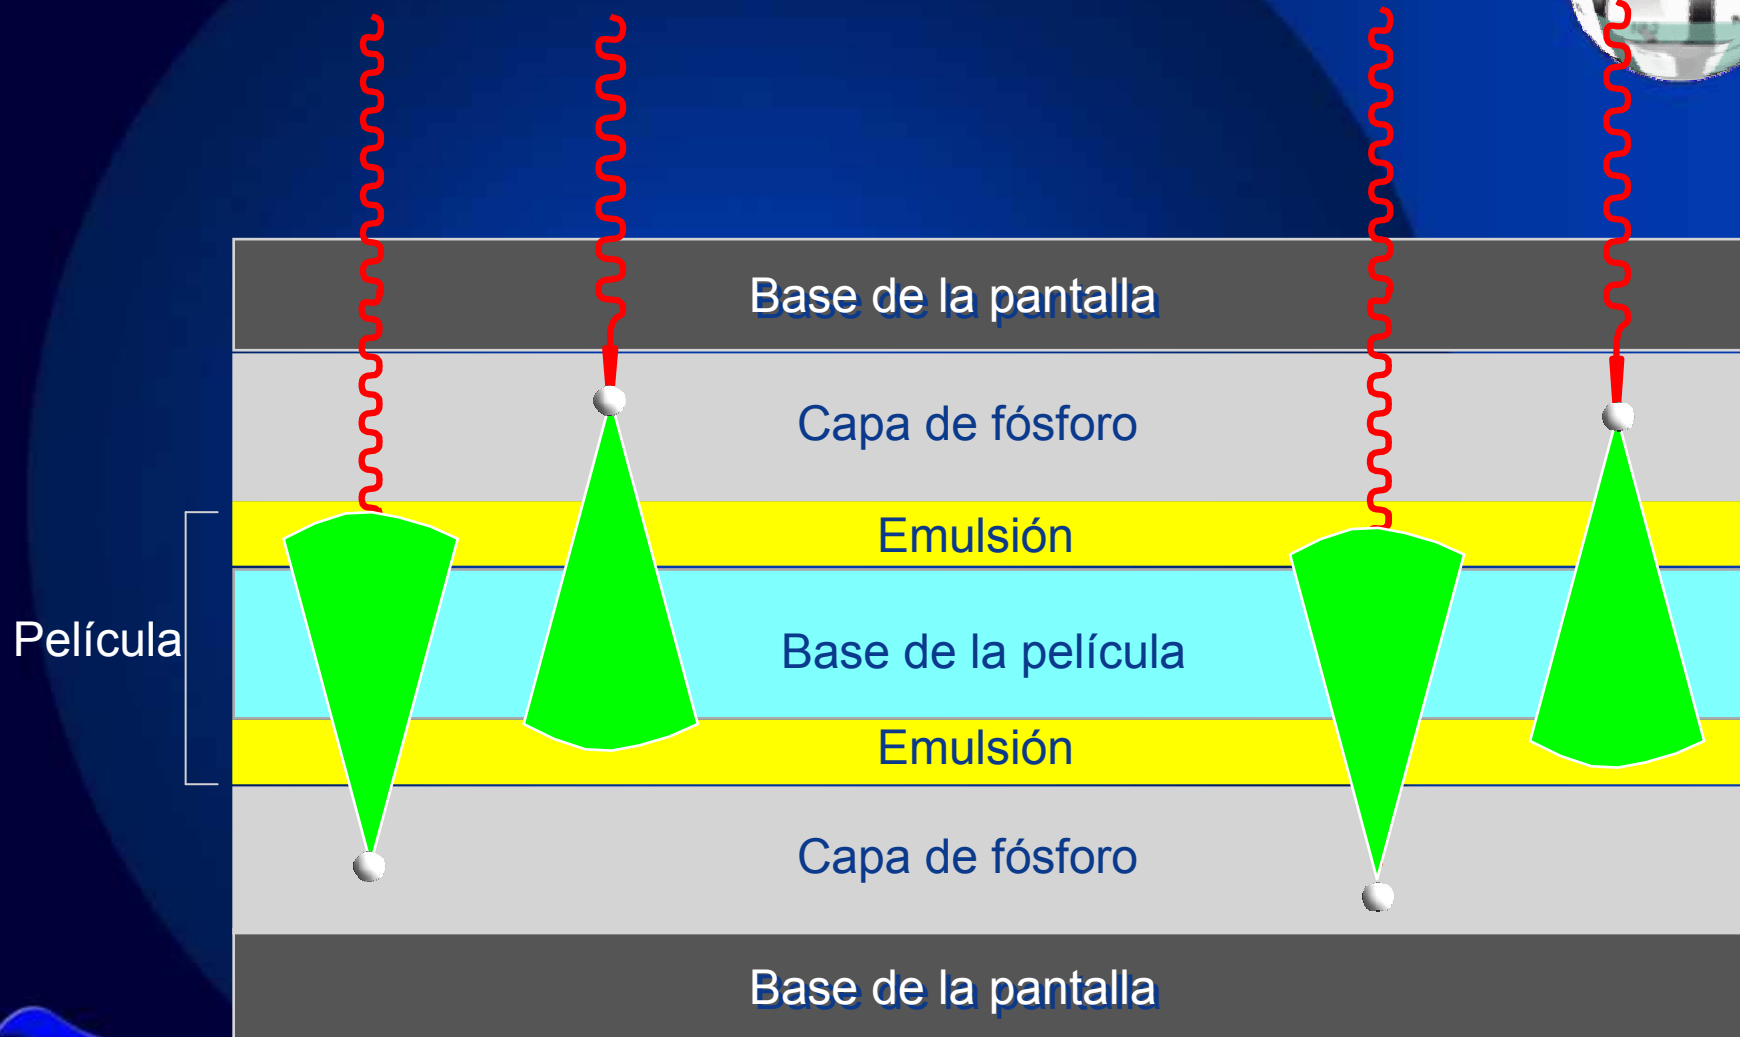 Base de la pantalla
Capa de fósforo
Emulsión
Película
Base de la película
Emulsión
Capa de fósforo
Base de la pantalla